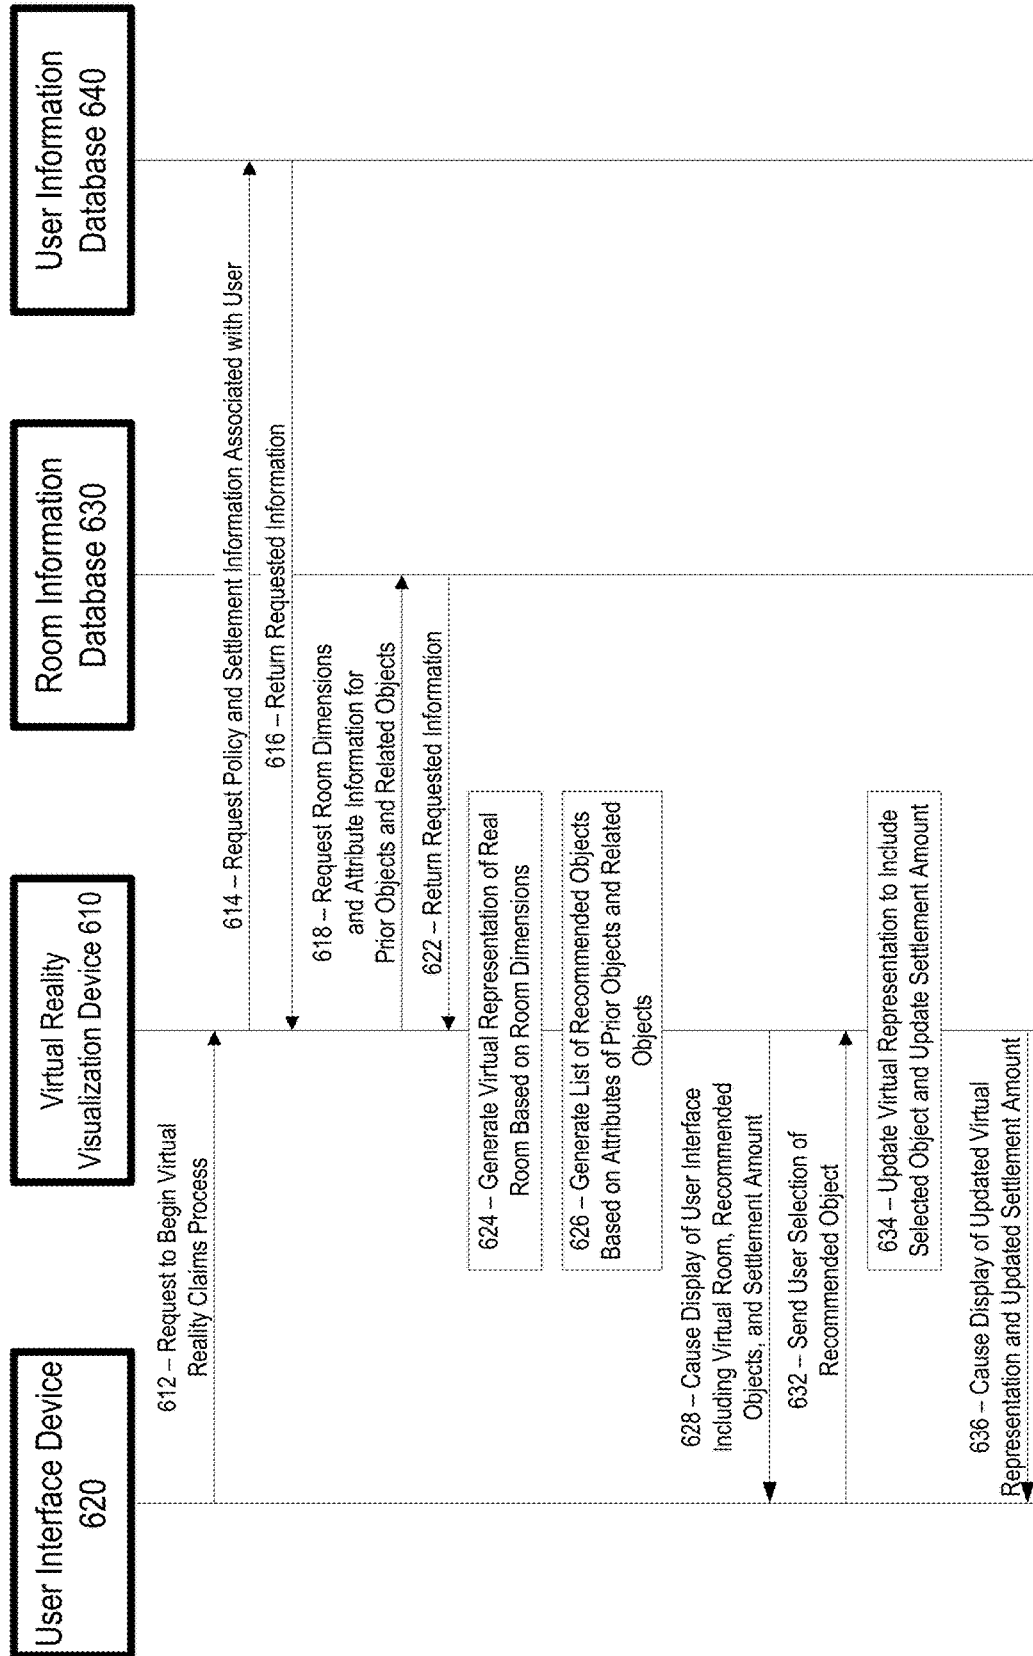 User Interface Device
620
Virtual Reality
Visualization Device 610
Room Information
Database 630
User Information
Database 640
612 – Request to Begin Virtual
Reality Claims Process
614 – Request Policy and Settlement Information Associated with User
616 – Return Requested Information
618 – Request Room Dimensions
and Attribute Information for
Prior Objects and Related Objects
622 – Return Requested Information
624 – Generate Virtual Representation of Real
Room Based on Room Dimensions
626 – Generate List of Recommended Objects
Based on Attributes of Prior Objects and Related
Objects
628 – Cause Display of User Interface
Including Virtual Room, Recommended
Objects, and Settlement Amount
632 – Send User Selection of
Recommended Object
634 – Update Virtual Representation to Include
Selected Object and Update Settlement Amount
636 – Cause Display of Updated Virtual
Representation and Updated Settlement Amount